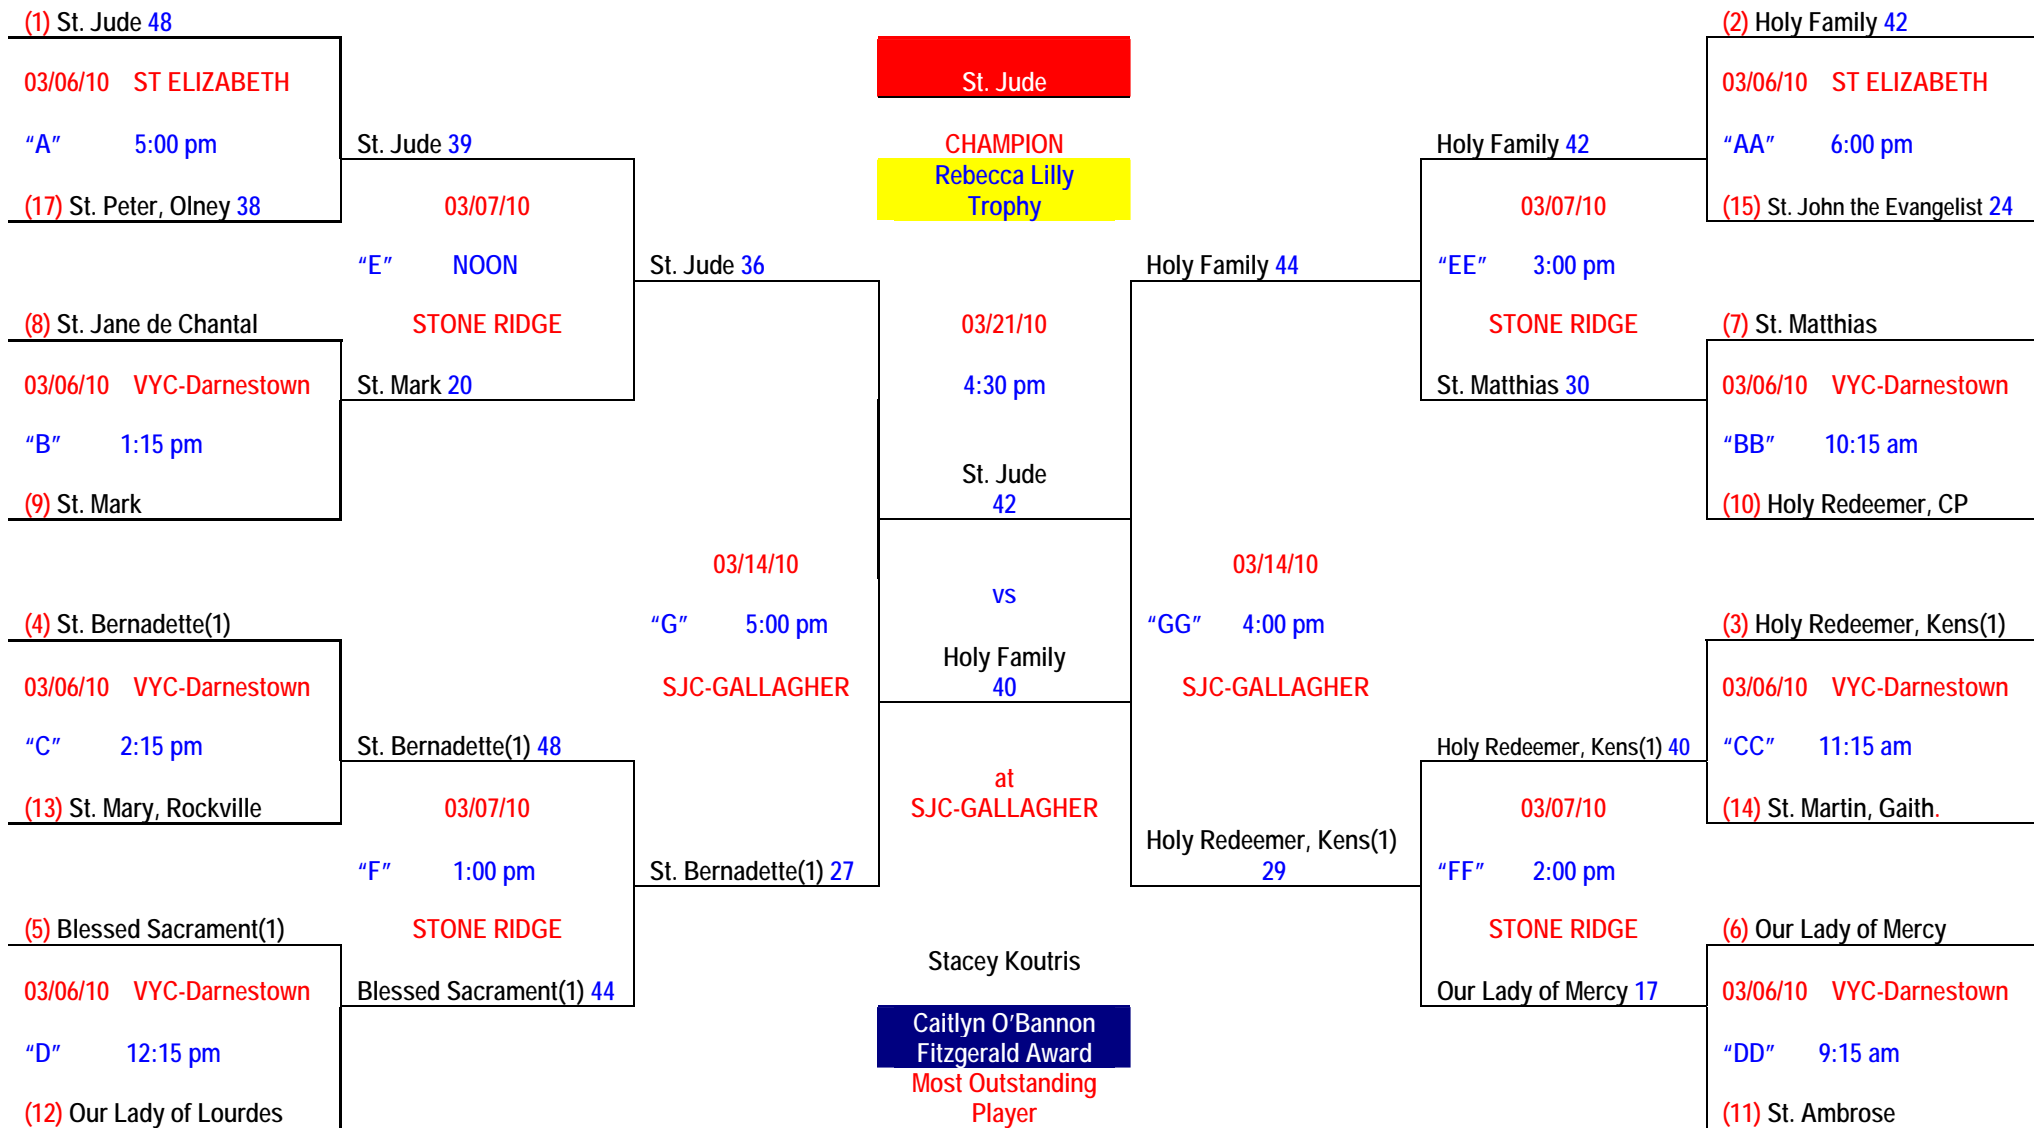 (1) St. Jude 48
03/06/10 ST ELIZABETH
“A” 5:00 pm
(17) St. Peter, Olney 38
(8) St. Jane de Chantal
03/06/10 VYC-Darnestown
“B” 1:15 pm
(9) St. Mark
(4) St. Bernadette(1)
03/06/10 VYC-Darnestown
“C” 2:15 pm
(13) St. Mary, Rockville
(5) Blessed Sacrament(1)
03/06/10 VYC-Darnestown
“D” 12:15 pm
(12) Our Lady of Lourdes
St. Jude 39
03/07/10
“E” NOON
STONE RIDGE
St. Mark 20
St. Bernadette(1) 48
03/07/10
“F” 1:00 pm
STONE RIDGE
Blessed Sacrament(1) 44
St. Jude 36
03/14/10
“G” 5:00 pm
SJC-GALLAGHER
St. Bernadette(1) 27
St. Jude
CHAMPION
Rebecca Lilly
Trophy
03/21/10
4:30 pm
St. Jude
42
vs
Holy Family
40
at
SJC-GALLAGHER
Stacey Koutris
Caitlyn O’Bannon
Fitzgerald Award
Most Outstanding
Player
Holy Family 44
03/14/10
“GG” 4:00 pm
SJC-GALLAGHER
Holy Redeemer, Kens(1)
29
Holy Family 42
03/07/10
“EE” 3:00 pm
STONE RIDGE
St. Matthias 30
Holy Redeemer, Kens(1) 40
03/07/10
“FF” 2:00 pm
STONE RIDGE
Our Lady of Mercy 17
(2) Holy Family 42
03/06/10 ST ELIZABETH
“AA” 6:00 pm
(15) St. John the Evangelist 24
(7) St. Matthias
03/06/10 VYC-Darnestown
“BB” 10:15 am
(10) Holy Redeemer, CP
(3) Holy Redeemer, Kens(1)
03/06/10 VYC-Darnestown
“CC” 11:15 am
(14) St. Martin, Gaith.
(6) Our Lady of Mercy
03/06/10 VYC-Darnestown
“DD” 9:15 am
(11) St. Ambrose